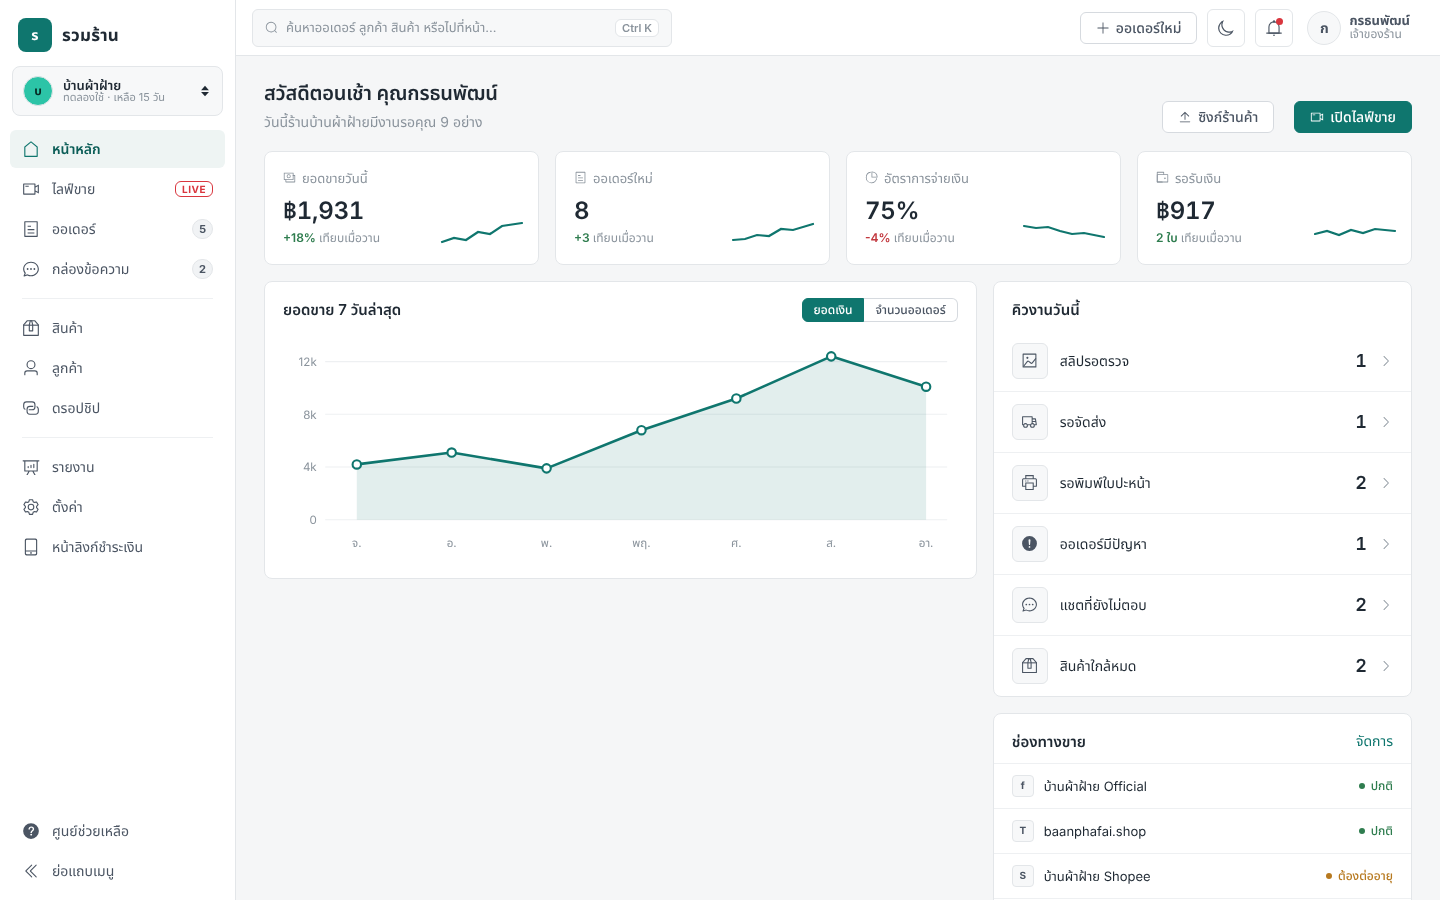 s รวมร้าน
บ
บ้านผ้าฝ้าย
ทดลองใช้ · เหลือ 15 วัน
หน้าหลัก
ไลฟ์ขาย LIVE
ออเดอร์ 5
กล่องข้อความ 2
สินค้า
ลูกค้า
ดรอปชิป
รายงาน
ตั้งค่า
หน้าลิงก์ชำระเงิน
ศูนย์ช่วยเหลือ
ย่อแถบเมนู
ค้นหาออเดอร์ ลูกค้า สินค้า หรือไปที่หน้า... Ctrl K
ออเดอร์ใหม่
ก
กรธนพัฒน์
เจ้าของร้าน
สวัสดีตอนเช้า คุณกรธนพัฒน์
วันนี้ร้านบ้านผ้าฝ้ายมีงานรอคุณ 9 อย่าง
ซิงก์ร้านค้า
เปิดไลฟ์ขาย
ยอดขายวันนี้
฿1,931
+18% เทียบเมื่อวาน
ออเดอร์ใหม่
8
+3 เทียบเมื่อวาน
อัตราการจ่ายเงิน
75%
-4% เทียบเมื่อวาน
รอรับเงิน
฿917
2 ใบ เทียบเมื่อวาน
ยอดขาย 7 วันล่าสุด
ยอดเงิน จำนวนออเดอร์
12k
8k
4k
0
จ. อ. พ. พฤ. ศ. ส. อา.
คิวงานวันนี้
สลิปรอตรวจ 1
รอจัดส่ง 1
รอพิมพ์ใบปะหน้า 2
ออเดอร์มีปัญหา 1
แชตที่ยังไม่ตอบ 2
สินค้าใกล้หมด 2
ช่องทางขาย จัดการ
f บ้านผ้าฝ้าย Official ปกติ
T baanphafai.shop ปกติ
S บ้านผ้าฝ้าย Shopee ต้องต่ออายุ